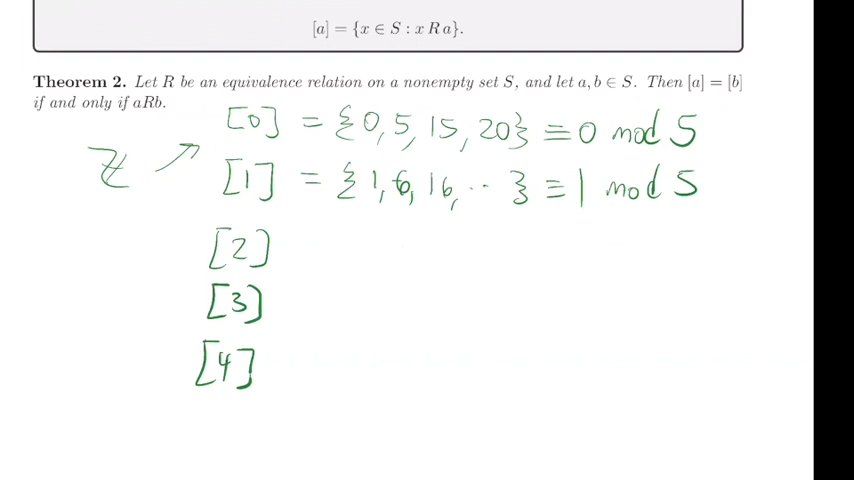 [a] = {x ∈ S : x R a}.
Theorem 2. Let R be an equivalence relation on a nonempty set S, and let a, b ∈ S. Then [a] = [b]
if and only if aRb.
[0] = {0, 5, 15, 20} ≡ 0 mod 5
ℤ ↗ [1] = {1, 6, 16, ·· } ≡ 1 mod 5
[2]
[3]
[4]